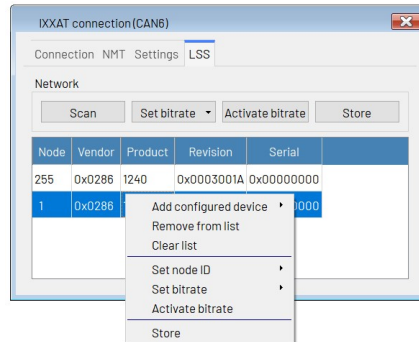 IXXAT connection (CAN6)
Connection NMT Settings LSS
Network
Scan Set bitrate Activate bitrate Store
Node Vendor Product Revision Serial
255 0x0286 1240 0x0003001A 0x00000000
1 0x0286
Add configured device
Remove from list
Clear list
Set node ID
Set bitrate
Activate bitrate
Store